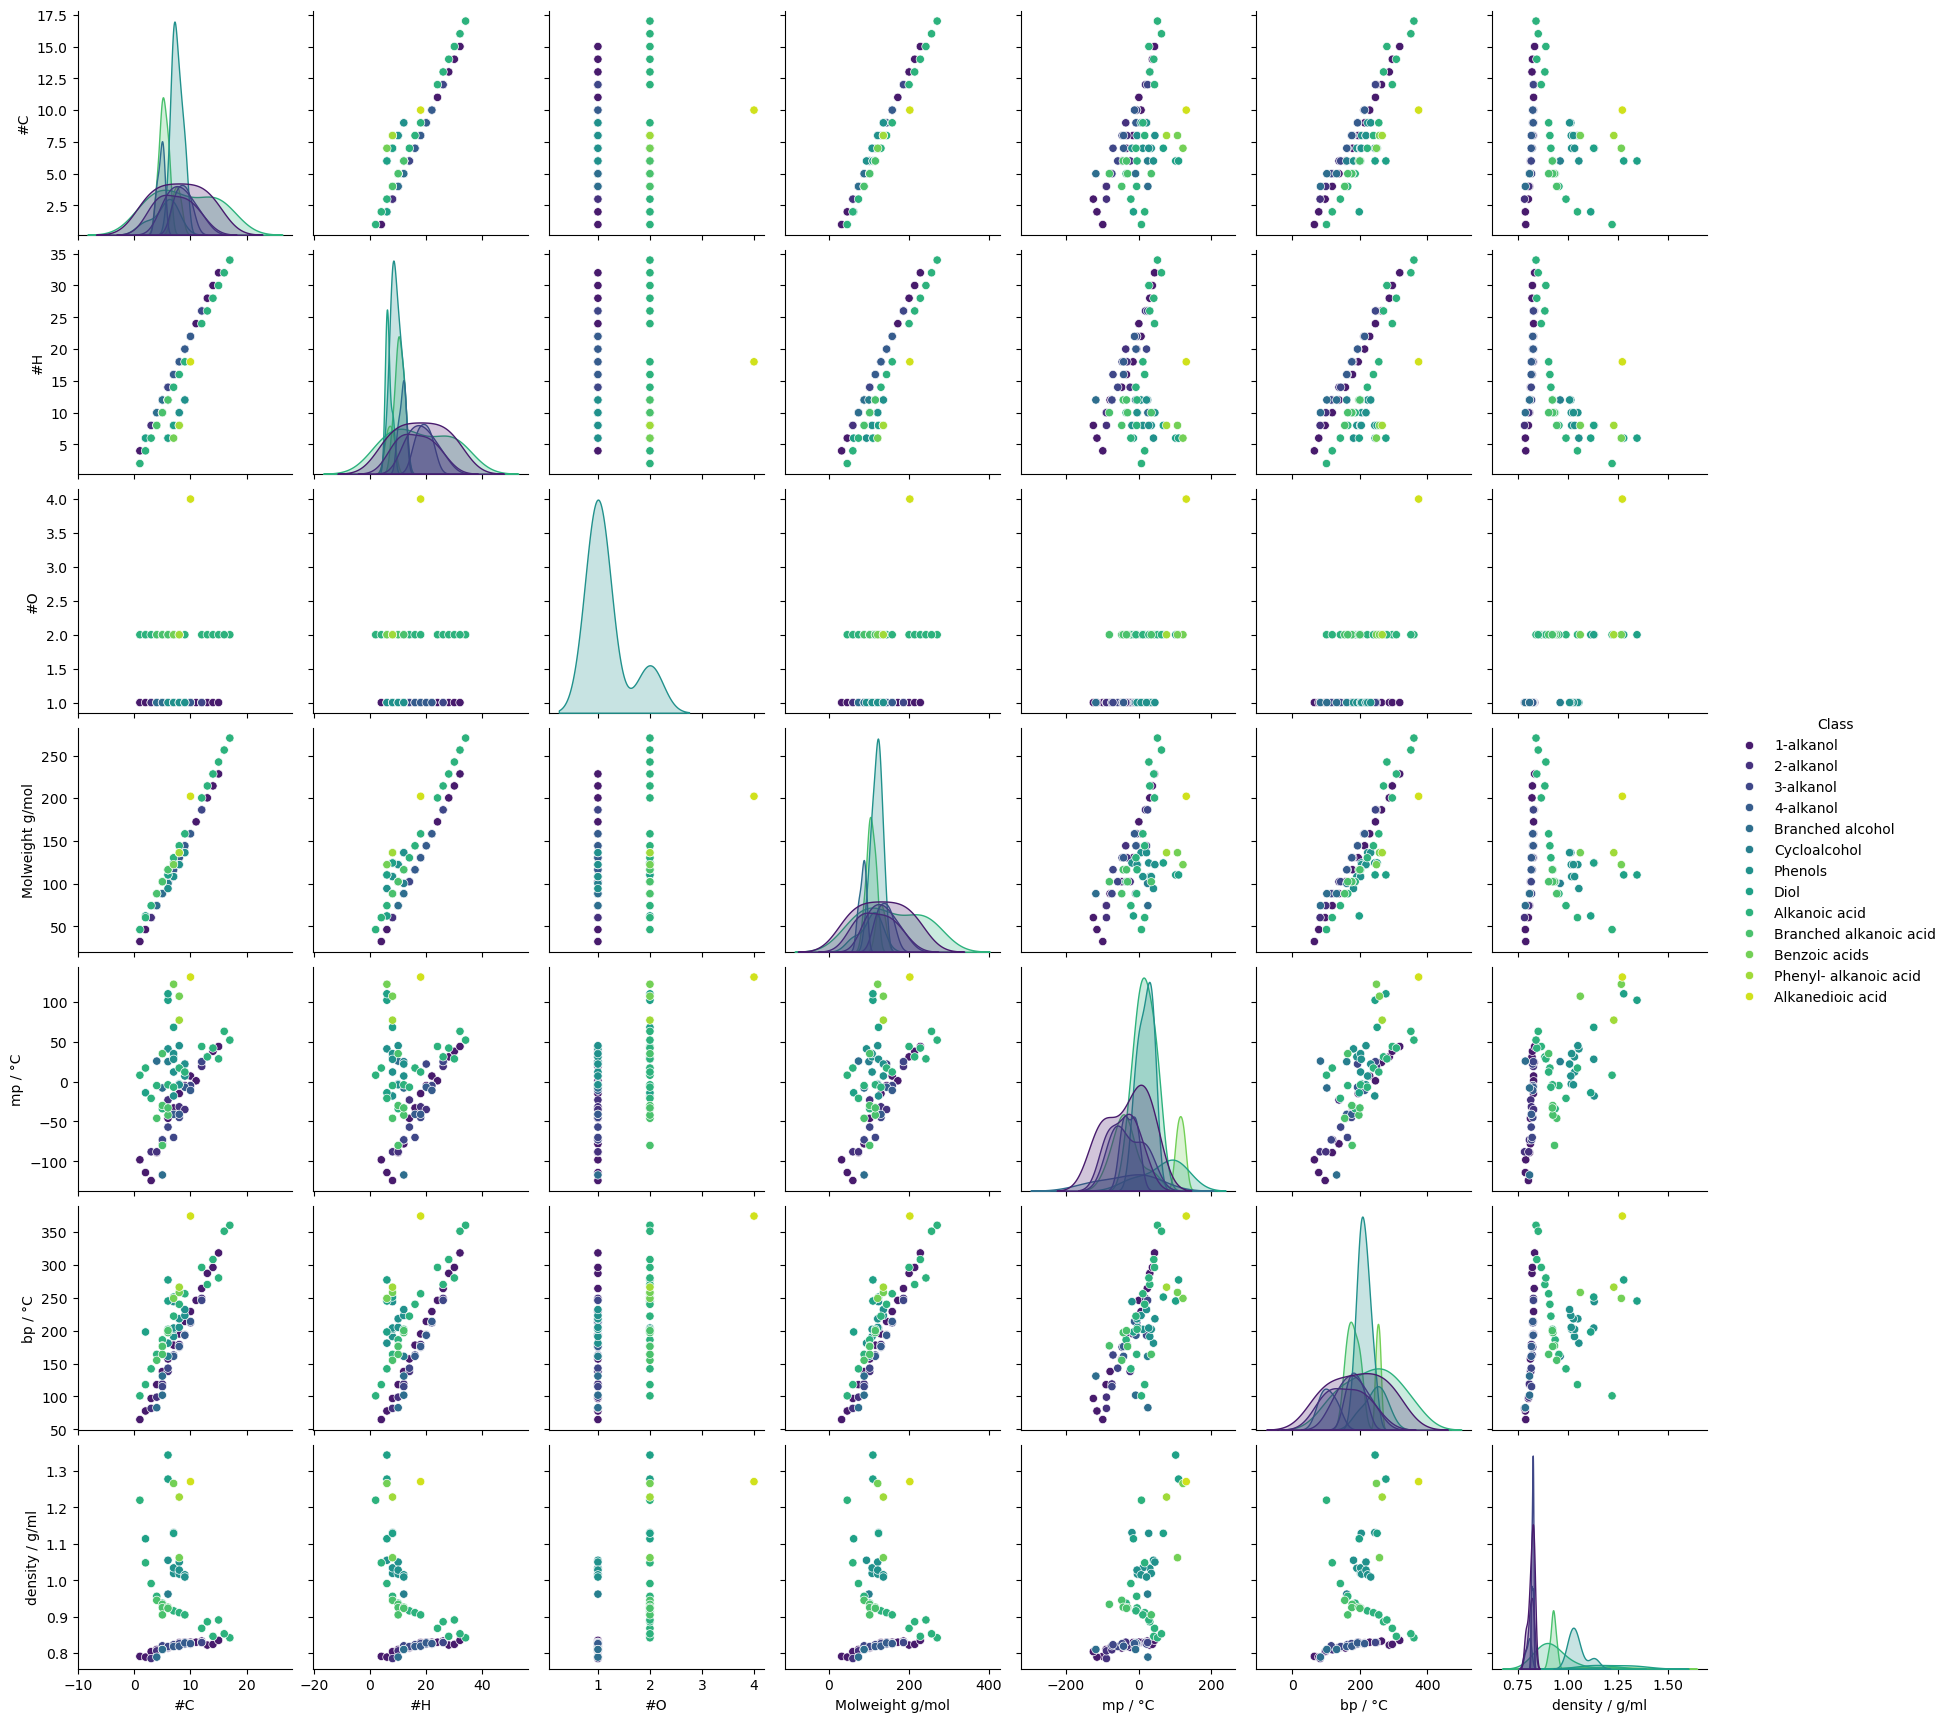 17.5
15.0
12.5
10.0
7.5
5.0
2.5
#C
35
30
25
20
15
10
5
#H
4.0
3.5
3.0
2.5
2.0
1.5
1.0
#O
250
200
150
100
50
Molweight g/mol
100
50
0
−50
−100
mp / °C
350
300
250
200
150
100
50
bp / °C
1.3
1.2
1.1
1.0
0.9
0.8
density / g/ml
−10 0 10 20
−20 0 20 40
1 2 3 4
0 200 400
−200 0 200
0 200 400
0.75 1.00 1.25 1.50
#C
#H
#O
Molweight g/mol
mp / °C
bp / °C
density / g/ml
Class
1-alkanol
2-alkanol
3-alkanol
4-alkanol
Branched alcohol
Cycloalcohol
Phenols
Diol
Alkanoic acid
Branched alkanoic acid
Benzoic acids
Phenyl- alkanoic acid
Alkanedioic acid